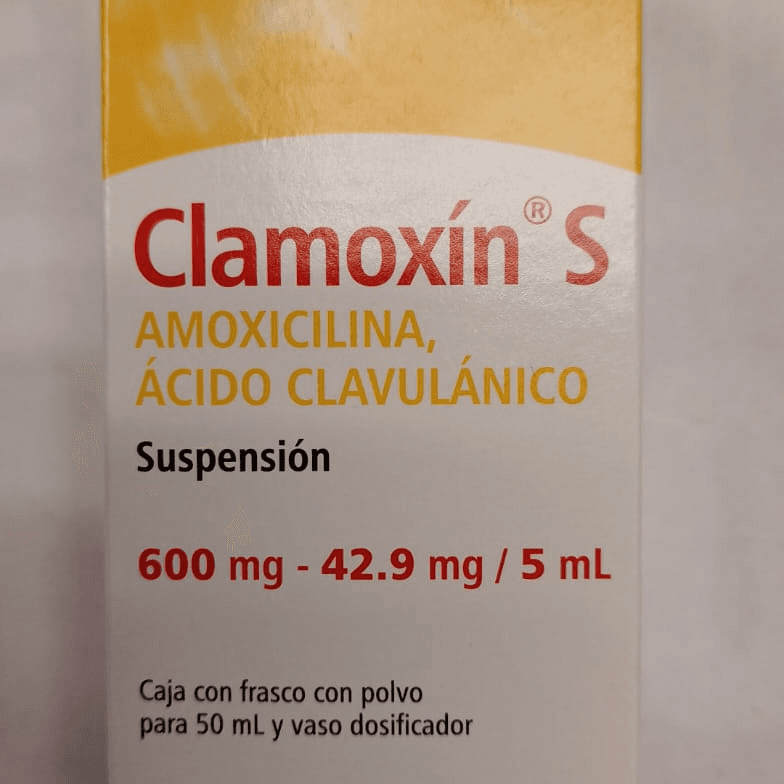 Clamoxín® S
AMOXICILINA,
ÁCIDO CLAVULÁNICO
Suspensión
600 mg - 42.9 mg / 5 mL
Caja con frasco con polvo
para 50 mL y vaso dosificador